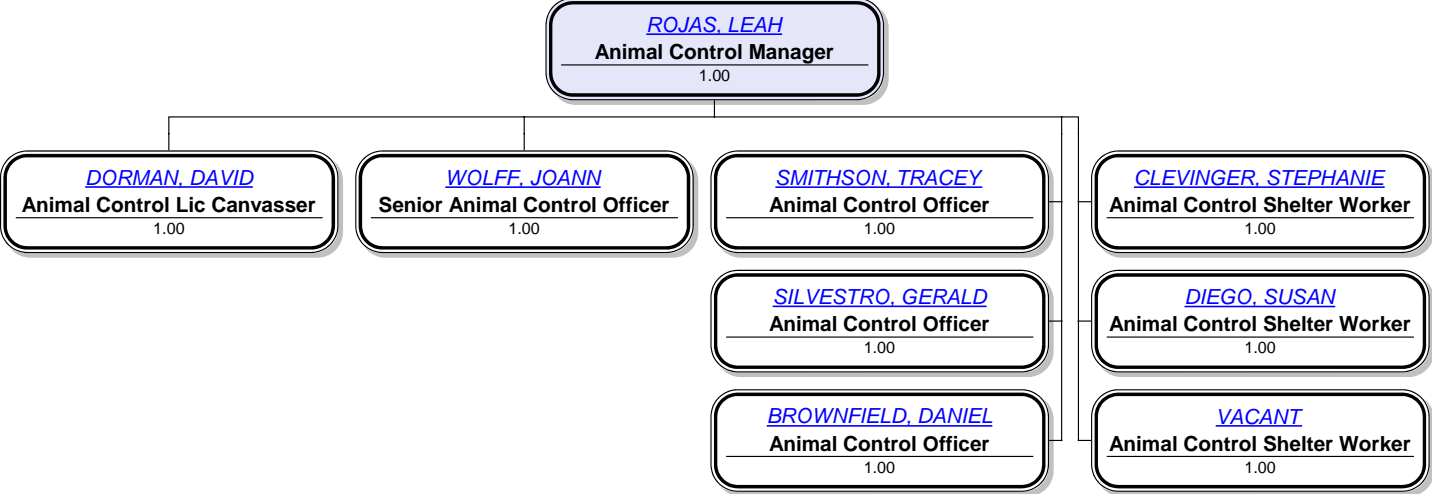 ROJAS, LEAH
Animal Control Manager
1.00
DORMAN, DAVID
Animal Control Lic Canvasser
1.00
WOLFF, JOANN
Senior Animal Control Officer
1.00
SMITHSON, TRACEY
Animal Control Officer
1.00
CLEVINGER, STEPHANIE
Animal Control Shelter Worker
1.00
SILVESTRO, GERALD
Animal Control Officer
1.00
DIEGO, SUSAN
Animal Control Shelter Worker
1.00
BROWNFIELD, DANIEL
Animal Control Officer
1.00
VACANT
Animal Control Shelter Worker
1.00